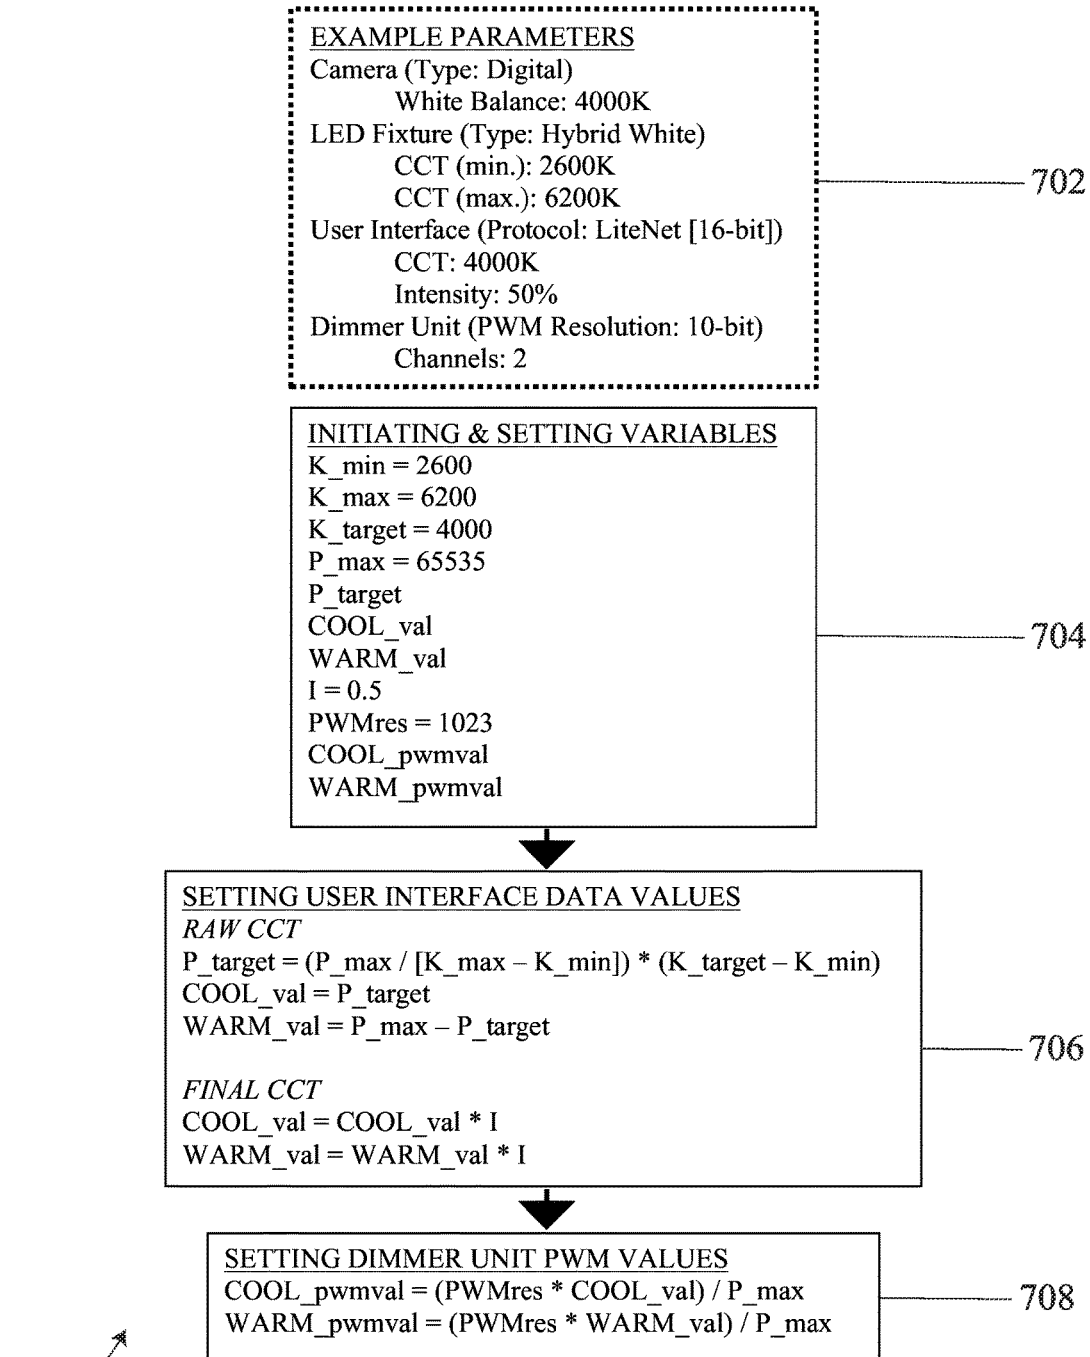 EXAMPLE PARAMETERS
Camera (Type: Digital)
White Balance: 4000K
LED Fixture (Type: Hybrid White)
CCT (min.): 2600K
CCT (max.): 6200K
User Interface (Protocol: LiteNet [16-bit])
CCT: 4000K
Intensity: 50%
Dimmer Unit (PWM Resolution: 10-bit)
Channels: 2
702
INITIATING & SETTING VARIABLES
K_min = 2600
K_max = 6200
K_target = 4000
P_max = 65535
P_target
COOL_val
WARM_val
I = 0.5
PWMres = 1023
COOL_pwmval
WARM_pwmval
704
SETTING USER INTERFACE DATA VALUES
RAW CCT
P_target = (P_max / [K_max – K_min]) * (K_target – K_min)
COOL_val = P_target
WARM_val = P_max – P_target
FINAL CCT
COOL_val = COOL_val * I
WARM_val = WARM_val * I
706
SETTING DIMMER UNIT PWM VALUES
COOL_pwmval = (PWMres * COOL_val) / P_max
WARM_pwmval = (PWMres * WARM_val) / P_max
708